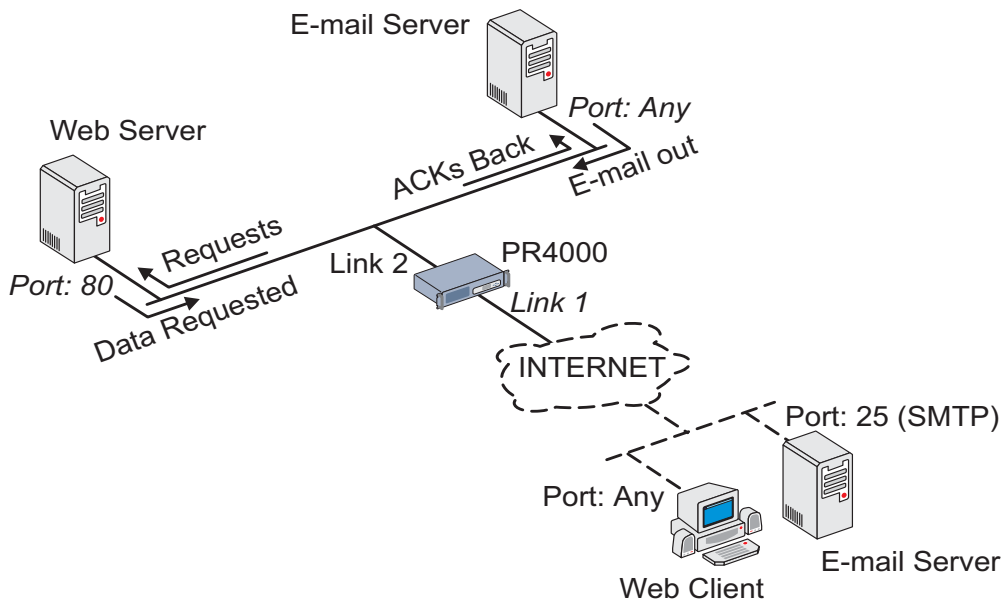 E-mail Server
Port: Any
Web Server
ACKs Back
E-mail out
Requests
Port: 80
Data Requested
Link 2
PR4000
Link 1
INTERNET
Port: 25 (SMTP)
Port: Any
E-mail Server
Web Client